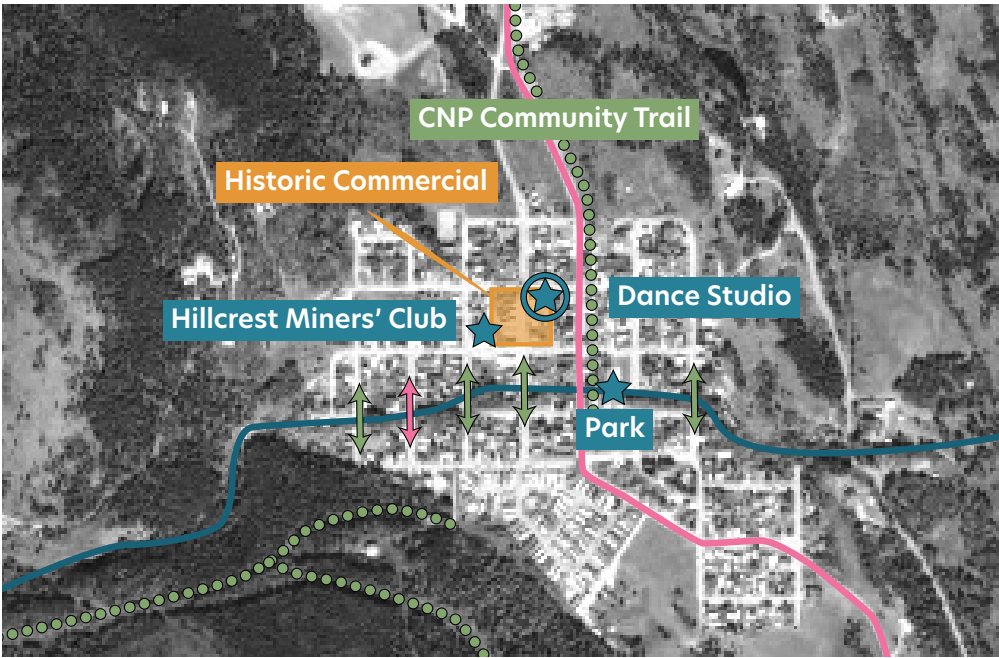 CNP Community Trail
Historic Commercial
Dance Studio
Hillcrest Miners’ Club
Park